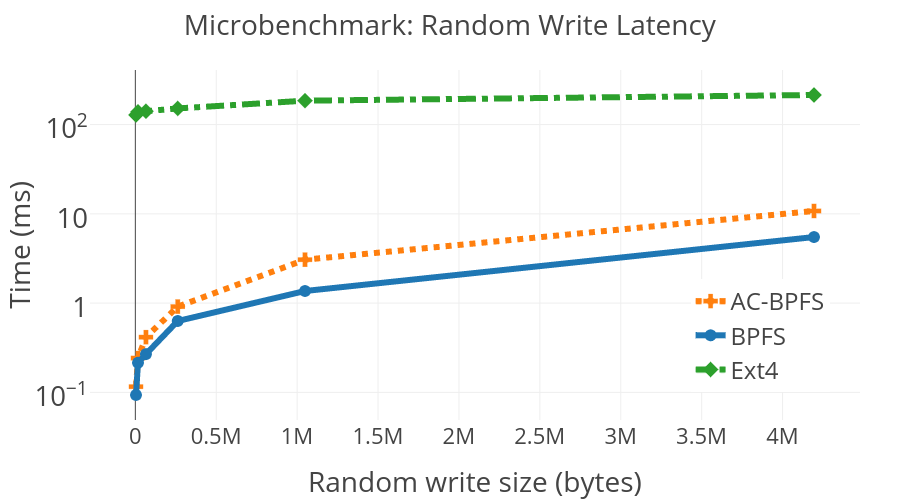 Microbenchmark: Random Write Latency
Time (ms)
10²
10
1
10⁻¹
AC-BPFS
BPFS
Ext4
0 0.5M 1M 1.5M 2M 2.5M 3M 3.5M 4M
Random write size (bytes)